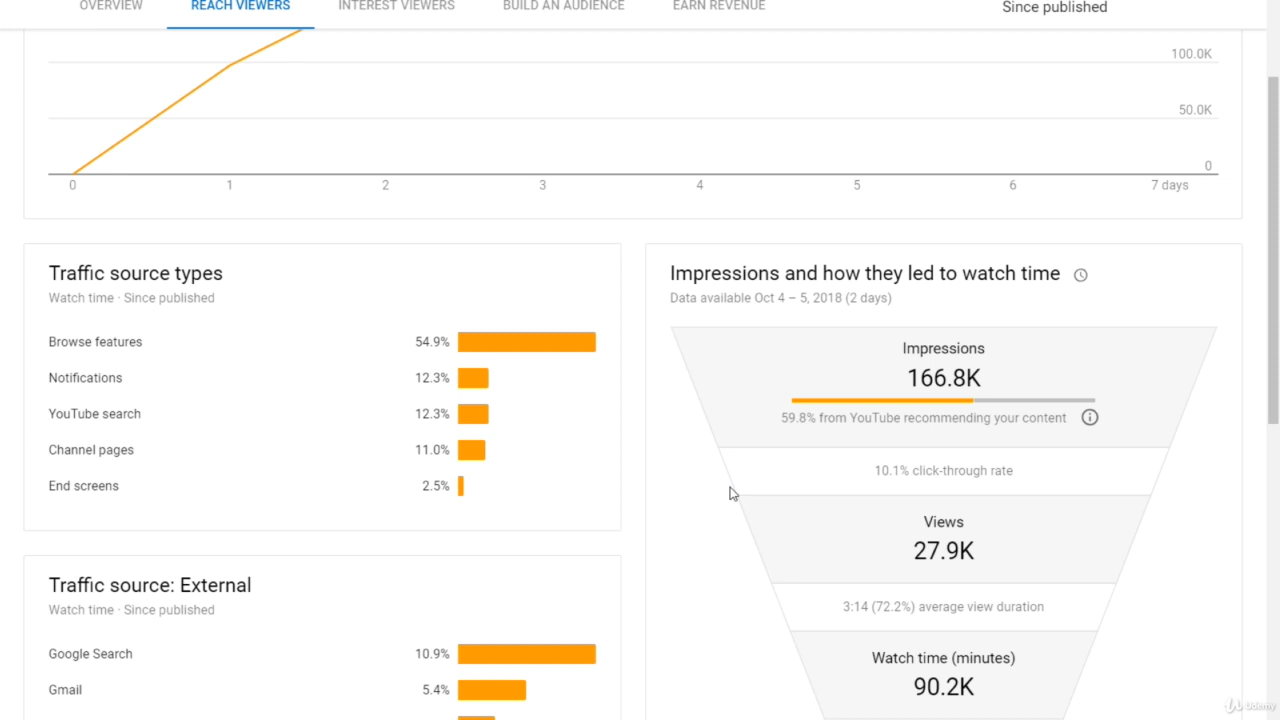 OVERVIEW
REACH VIEWERS
INTEREST VIEWERS
BUILD AN AUDIENCE
EARN REVENUE
Since published
100.0K
50.0K
0
0 1 2 3 4 5 6 7 days
Traffic source types
Watch time · Since published
Browse features 54.9%
Notifications 12.3%
YouTube search 12.3%
Channel pages 11.0%
End screens 2.5%
Traffic source: External
Watch time · Since published
Google Search 10.9%
Gmail 5.4%
Impressions and how they led to watch time
Data available Oct 4 – 5, 2018 (2 days)
Impressions
166.8K
59.8% from YouTube recommending your content
10.1% click-through rate
Views
27.9K
3:14 (72.2%) average view duration
Watch time (minutes)
90.2K
Udemy